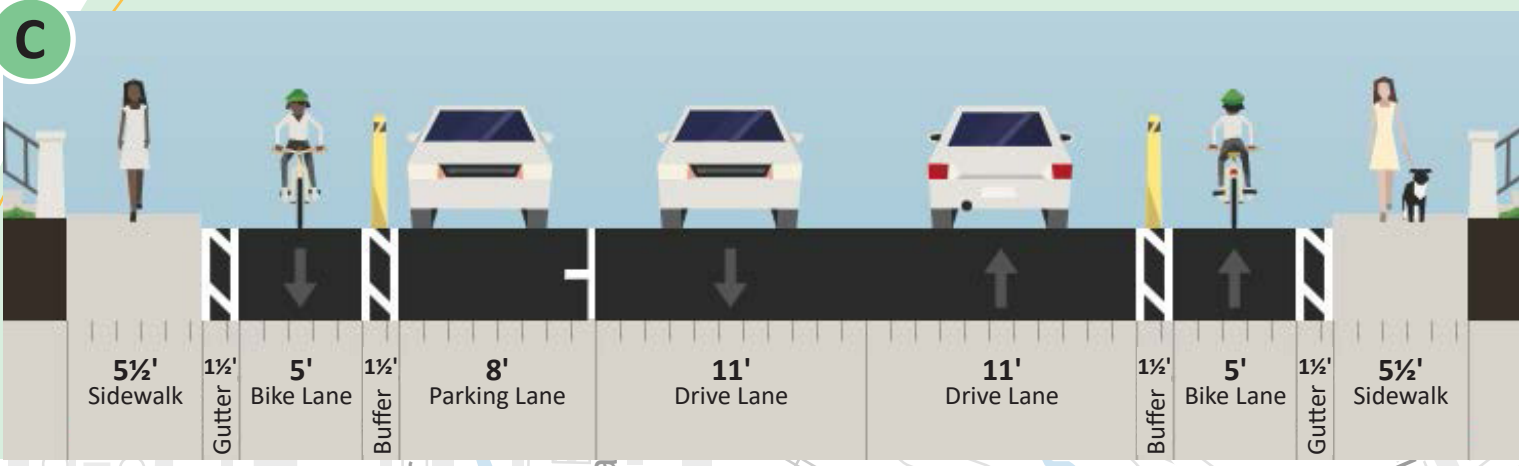 C
5½' 1½' 5' 1½' 8' 11' 11' 1½' 5' 1½' 5½'
Sidewalk Gutter Bike Lane Buffer Parking Lane Drive Lane Drive Lane Buffer Bike Lane Gutter Sidewalk